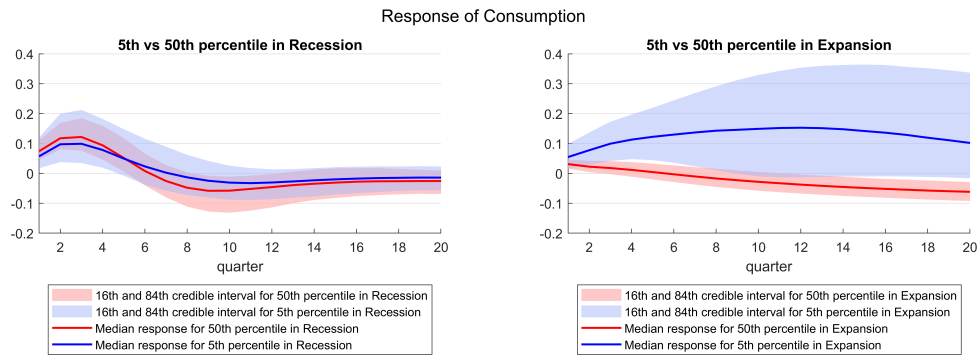 Response of Consumption
5th vs 50th percentile in Recession
0.4
0.3
0.2
0.1
0
-0.1
-0.2
2 4 6 8 10 12 14 16 18 20
quarter
16th and 84th credible interval for 50th percentile in Recession
16th and 84th credible interval for 5th percentile in Recession
Median response for 50th percentile in Recession
Median response for 5th percentile in Recession
5th vs 50th percentile in Expansion
0.4
0.3
0.2
0.1
0
-0.1
-0.2
2 4 6 8 10 12 14 16 18 20
quarter
16th and 84th credible interval for 50th percentile in Expansion
16th and 84th credible interval for 5th percentile in Expansion
Median response for 50th percentile in Expansion
Median response for 5th percentile in Expansion